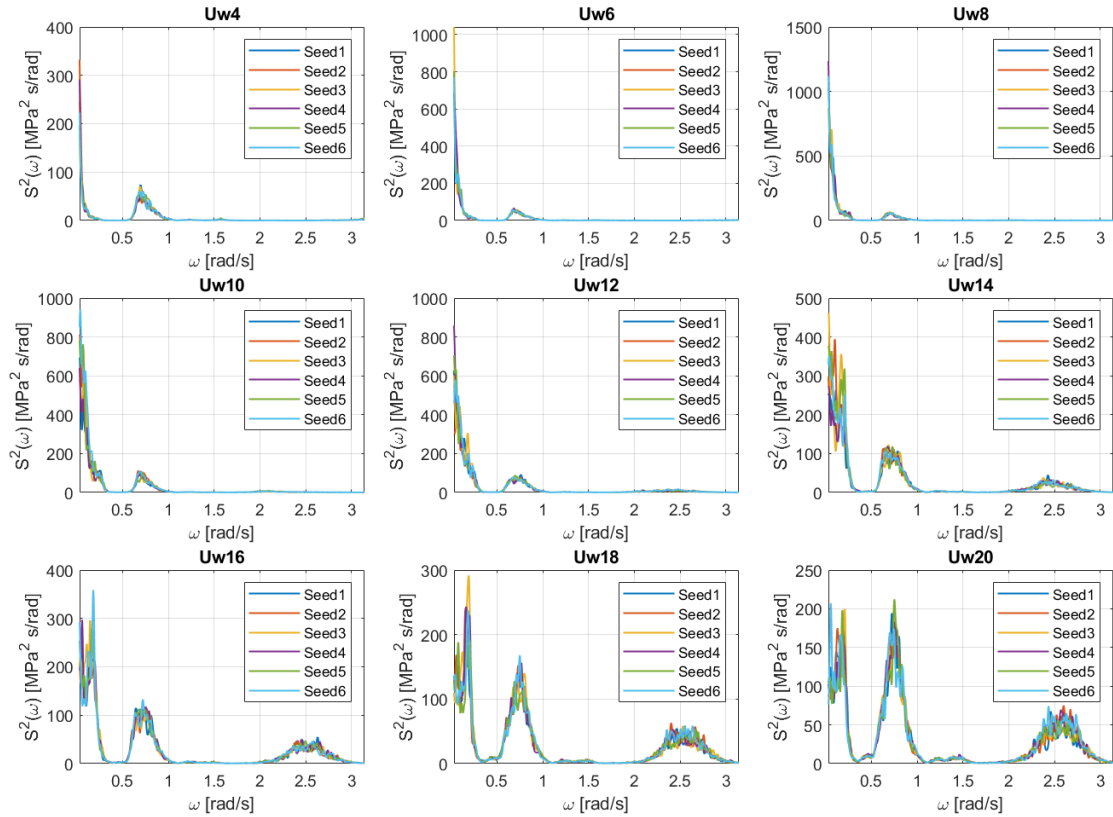 Uw4
S²(ω) [MPa² s/rad]
400
300
200
100
0
0.5 1 1.5 2 2.5 3
ω [rad/s]
Seed1
Seed2
Seed3
Seed4
Seed5
Seed6
Uw6
S²(ω) [MPa² s/rad]
1000
800
600
400
200
0
0.5 1 1.5 2 2.5 3
ω [rad/s]
Seed1
Seed2
Seed3
Seed4
Seed5
Seed6
Uw8
S²(ω) [MPa² s/rad]
1500
1000
500
0
0.5 1 1.5 2 2.5 3
ω [rad/s]
Seed1
Seed2
Seed3
Seed4
Seed5
Seed6
Uw10
S²(ω) [MPa² s/rad]
1000
800
600
400
200
0
0.5 1 1.5 2 2.5 3
ω [rad/s]
Seed1
Seed2
Seed3
Seed4
Seed5
Seed6
Uw12
S²(ω) [MPa² s/rad]
1000
800
600
400
200
0
0.5 1 1.5 2 2.5 3
ω [rad/s]
Seed1
Seed2
Seed3
Seed4
Seed5
Seed6
Uw14
S²(ω) [MPa² s/rad]
500
400
300
200
100
0
0.5 1 1.5 2 2.5 3
ω [rad/s]
Seed1
Seed2
Seed3
Seed4
Seed5
Seed6
Uw16
S²(ω) [MPa² s/rad]
400
300
200
100
0
0.5 1 1.5 2 2.5 3
ω [rad/s]
Seed1
Seed2
Seed3
Seed4
Seed5
Seed6
Uw18
S²(ω) [MPa² s/rad]
300
200
100
0
0.5 1 1.5 2 2.5 3
ω [rad/s]
Seed1
Seed2
Seed3
Seed4
Seed5
Seed6
Uw20
S²(ω) [MPa² s/rad]
250
200
150
100
50
0
0.5 1 1.5 2 2.5 3
ω [rad/s]
Seed1
Seed2
Seed3
Seed4
Seed5
Seed6